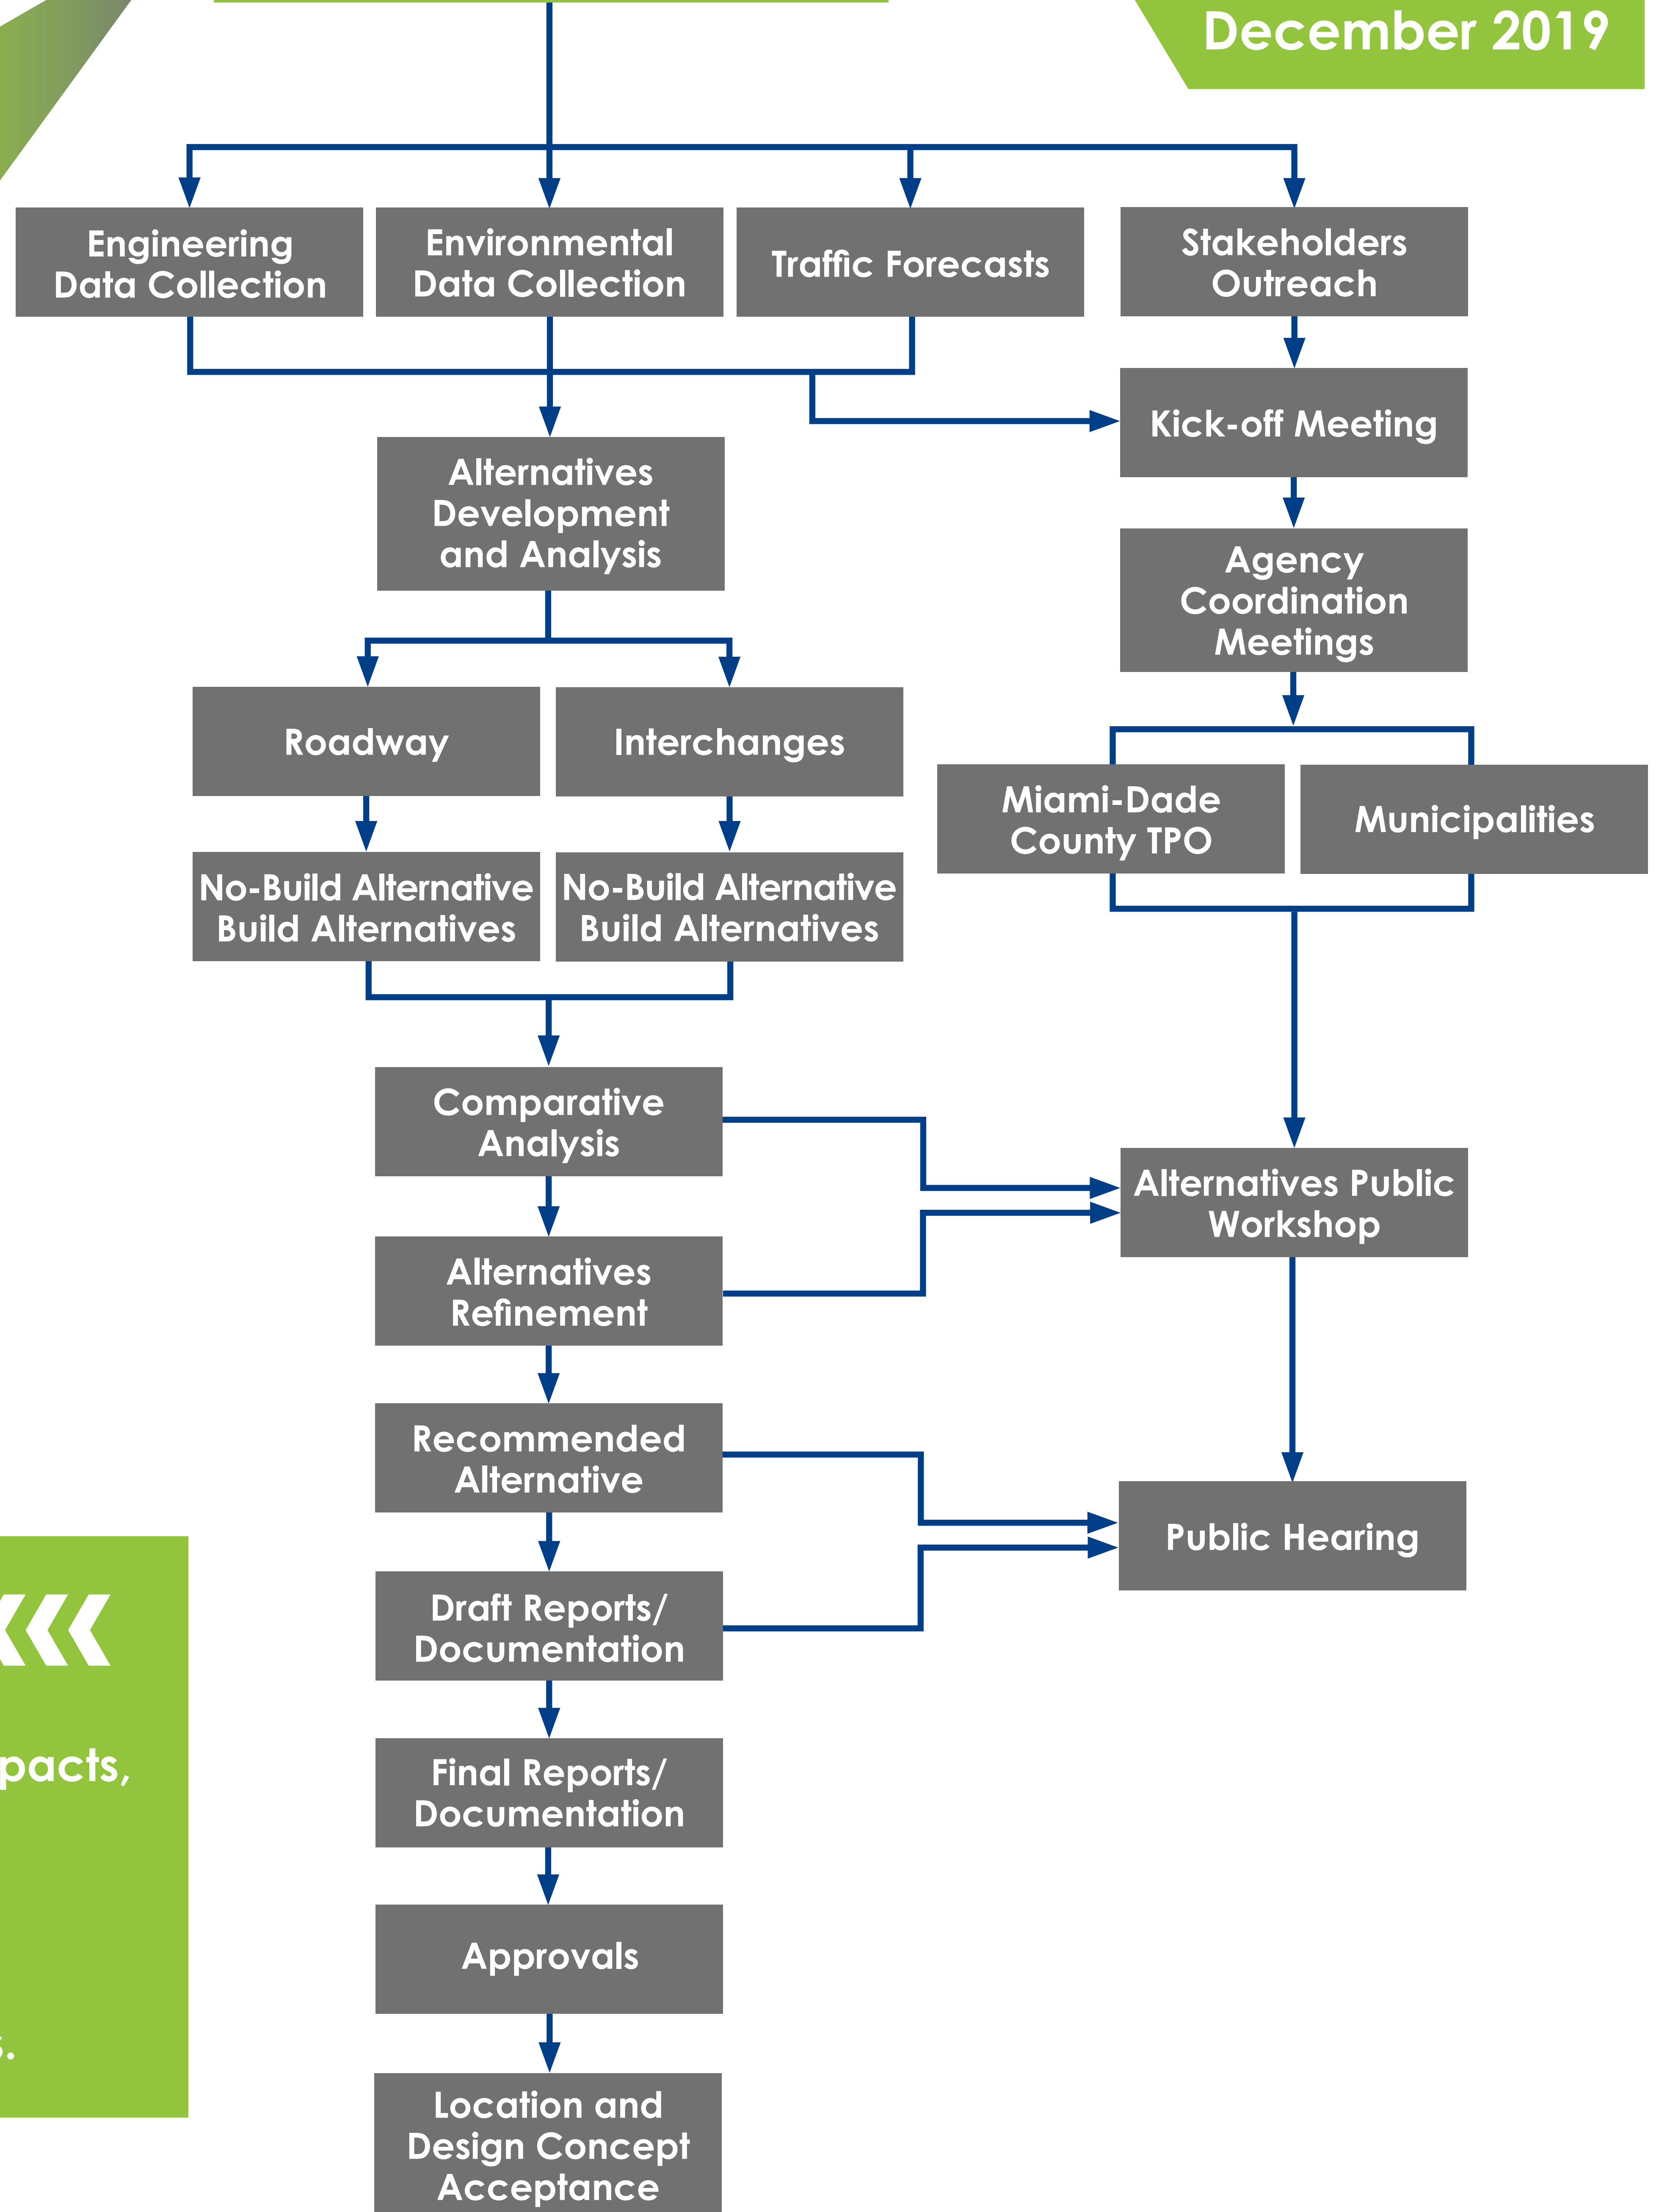 December 2019
Engineering
Data Collection
Environmental
Data Collection
Traffic Forecasts
Stakeholders
Outreach
Kick-off Meeting
Alternatives
Development
and Analysis
Agency
Coordination
Meetings
Roadway
Interchanges
Miami-Dade
County TPO
Municipalities
No-Build Alternative
Build Alternatives
No-Build Alternative
Build Alternatives
Comparative
Analysis
Alternatives Public
Workshop
Alternatives
Refinement
Recommended
Alternative
Public Hearing
Draft Reports/
Documentation
Final Reports/
Documentation
pacts,
Approvals
s.
Location and
Design Concept
Acceptance